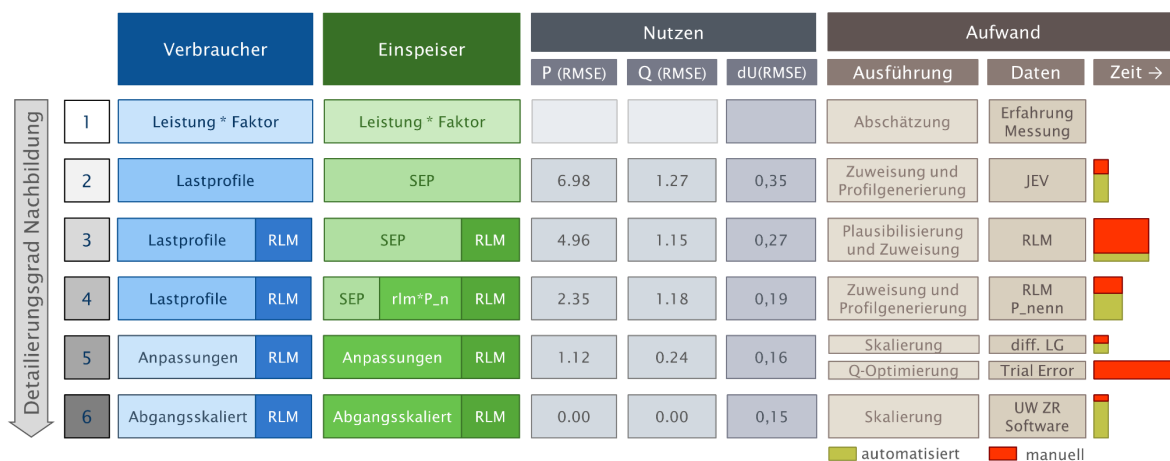 Verbraucher
Einspeiser
Nutzen
Aufwand
P (RMSE)
Q (RMSE)
dU(RMSE)
Ausführung
Daten
Zeit →
Detailierungsgrad Nachbildung
1
Leistung * Faktor
Leistung * Faktor
Abschätzung
Erfahrung
Messung
2
Lastprofile
SEP
6.98
1.27
0,35
Zuweisung und
Profilgenerierung
JEV
3
Lastprofile
RLM
SEP
RLM
4.96
1.15
0,27
Plausibilisierung
und Zuweisung
RLM
4
Lastprofile
RLM
SEP
rlm*P_n
RLM
2.35
1.18
0,19
Zuweisung und
Profilgenerierung
RLM
P_nenn
5
Anpassungen
RLM
Anpassungen
RLM
1.12
0.24
0,16
Skalierung
diff. LG
Q-Optimierung
Trial Error
6
Abgangsskaliert
RLM
Abgangsskaliert
RLM
0.00
0.00
0,15
Skalierung
UW ZR
Software
automatisiert
manuell